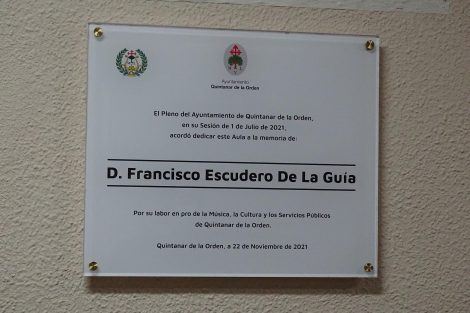 Ayuntamiento
Quintanar de la Orden
El Pleno del Ayuntamiento de Quintanar de la Orden,
en su Sesión de 1 de Julio de 2021,
acordó dedicar este Aula a la memoria de:
D. Francisco Escudero De La Guía
Por su labor en pro de la Música, la Cultura y los Servicios Públicos
de Quintanar de la Orden.
Quintanar de la Orden, a 22 de Noviembre de 2021